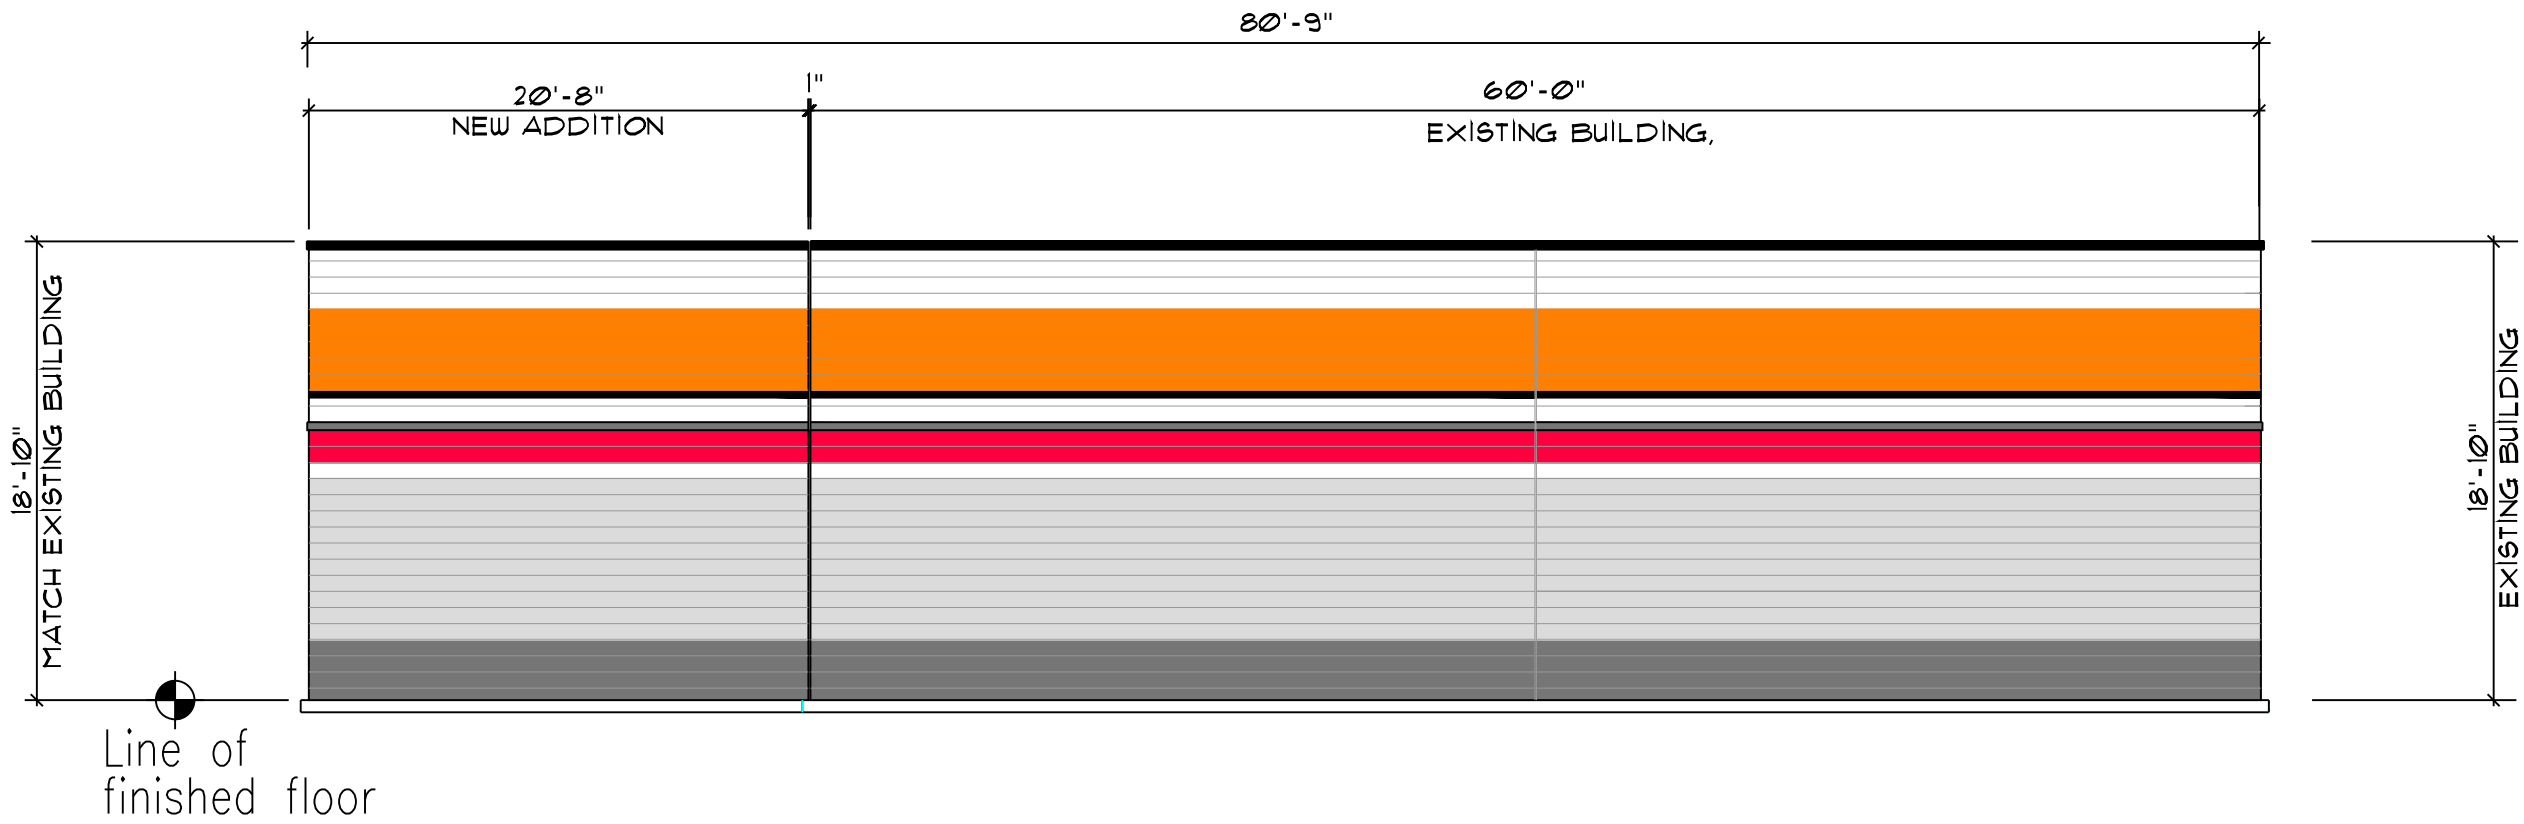 80'-9"
20'-8"
1"
60'-0"
NEW ADDITION
EXISTING BUILDING,
18'-10"
MATCH EXISTING BUILDING
18'-10"
EXISTING BUILDING
Line of
finished floor